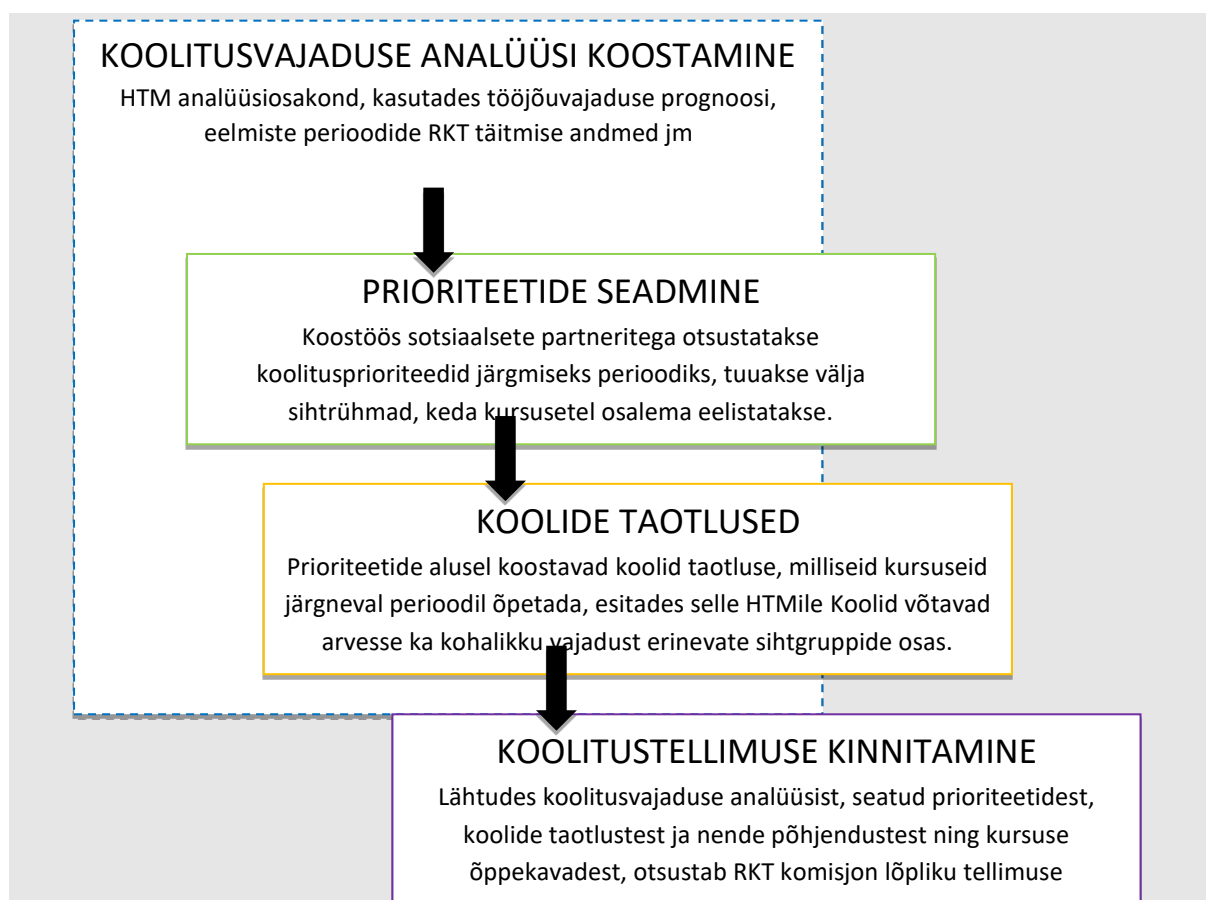 KOOLITUSVAJADUSE ANALÜÜSI KOOSTAMINE
HTM analüüsiosakond, kasutades tööjõuvajaduse prognoosi,
eelmiste perioodide RKT täitmise andmed jm
PRIORITEETIDE SEADMINE
Koostöös sotsiaalsete partneritega otsustatakse
koolitusprioriteedid järgmiseks perioodiks, tuuakse välja
sihtrühmad, keda kursusetel osalema eelistatakse.
KOOLIDE TAOTLUSED
Prioriteetide alusel koostavad koolid taotluse, milliseid kursuseid
järgneval perioodil õpetada, esitades selle HTMile Koolid võtavad
arvesse ka kohalikku vajadust erinevate sihtgruppide osas.
KOOLITUSTELLIMUSE KINNITAMINE
Lähtudes koolitusvajaduse analüüsist, seatud prioriteetidest,
koolide taotlustest ja nende põhjendustest ning kursuse
õppekavadest, otsustab RKT komisjon lõpliku tellimuse